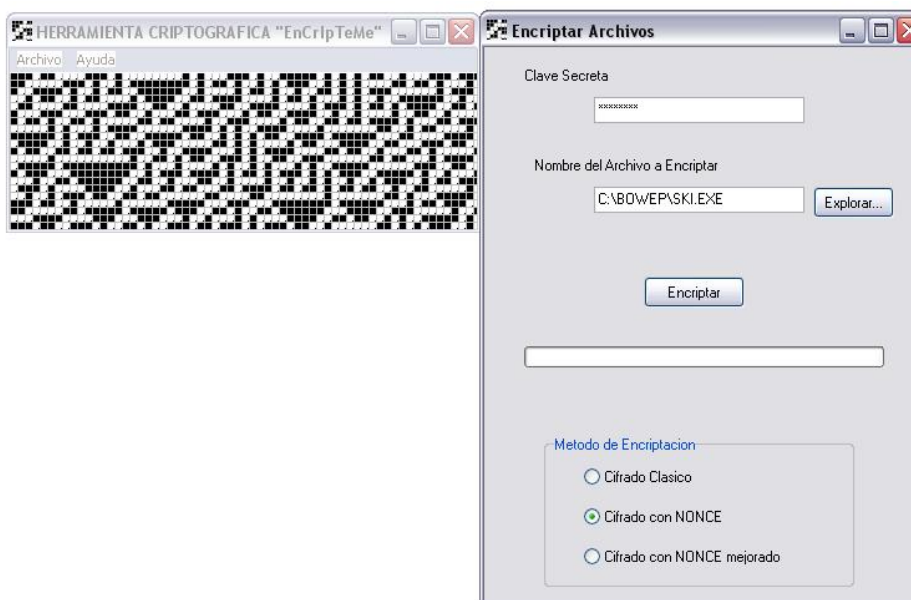 HERRAMIENTA CRIPTOGRAFICA "EnCrIpTeMe"
Archivo Ayuda
Encriptar Archivos
Clave Secreta
********
Nombre del Archivo a Encriptar
C:\BOWEP\SKI.EXE
Explorar...
Encriptar
Metodo de Encriptacion
Cifrado Clasico
Cifrado con NONCE
Cifrado con NONCE mejorado